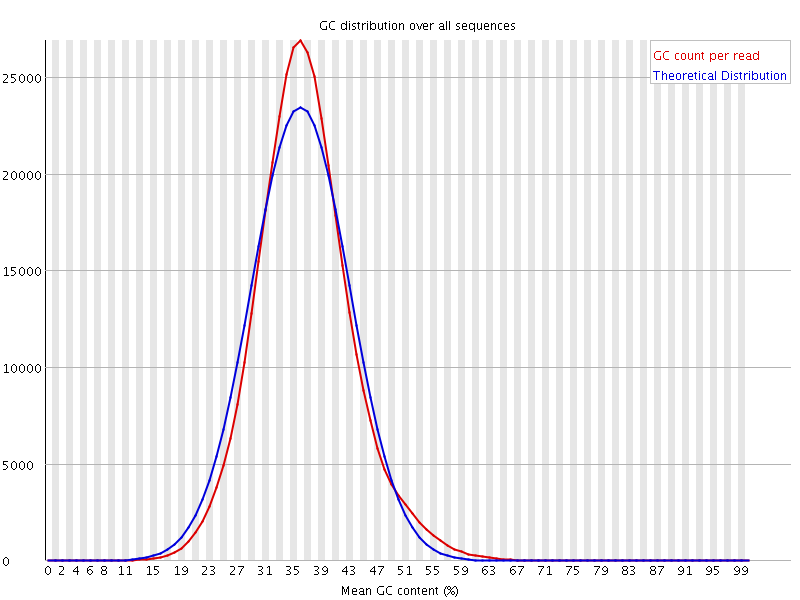 GC distribution over all sequences
GC count per read
Theoretical Distribution
25000
20000
15000
10000
5000
0
0 2 4 6 8 11 15 19 23 27 31 35 39 43 47 51 55 59 63 67 71 75 79 83 87 91 95 99
Mean GC content (%)